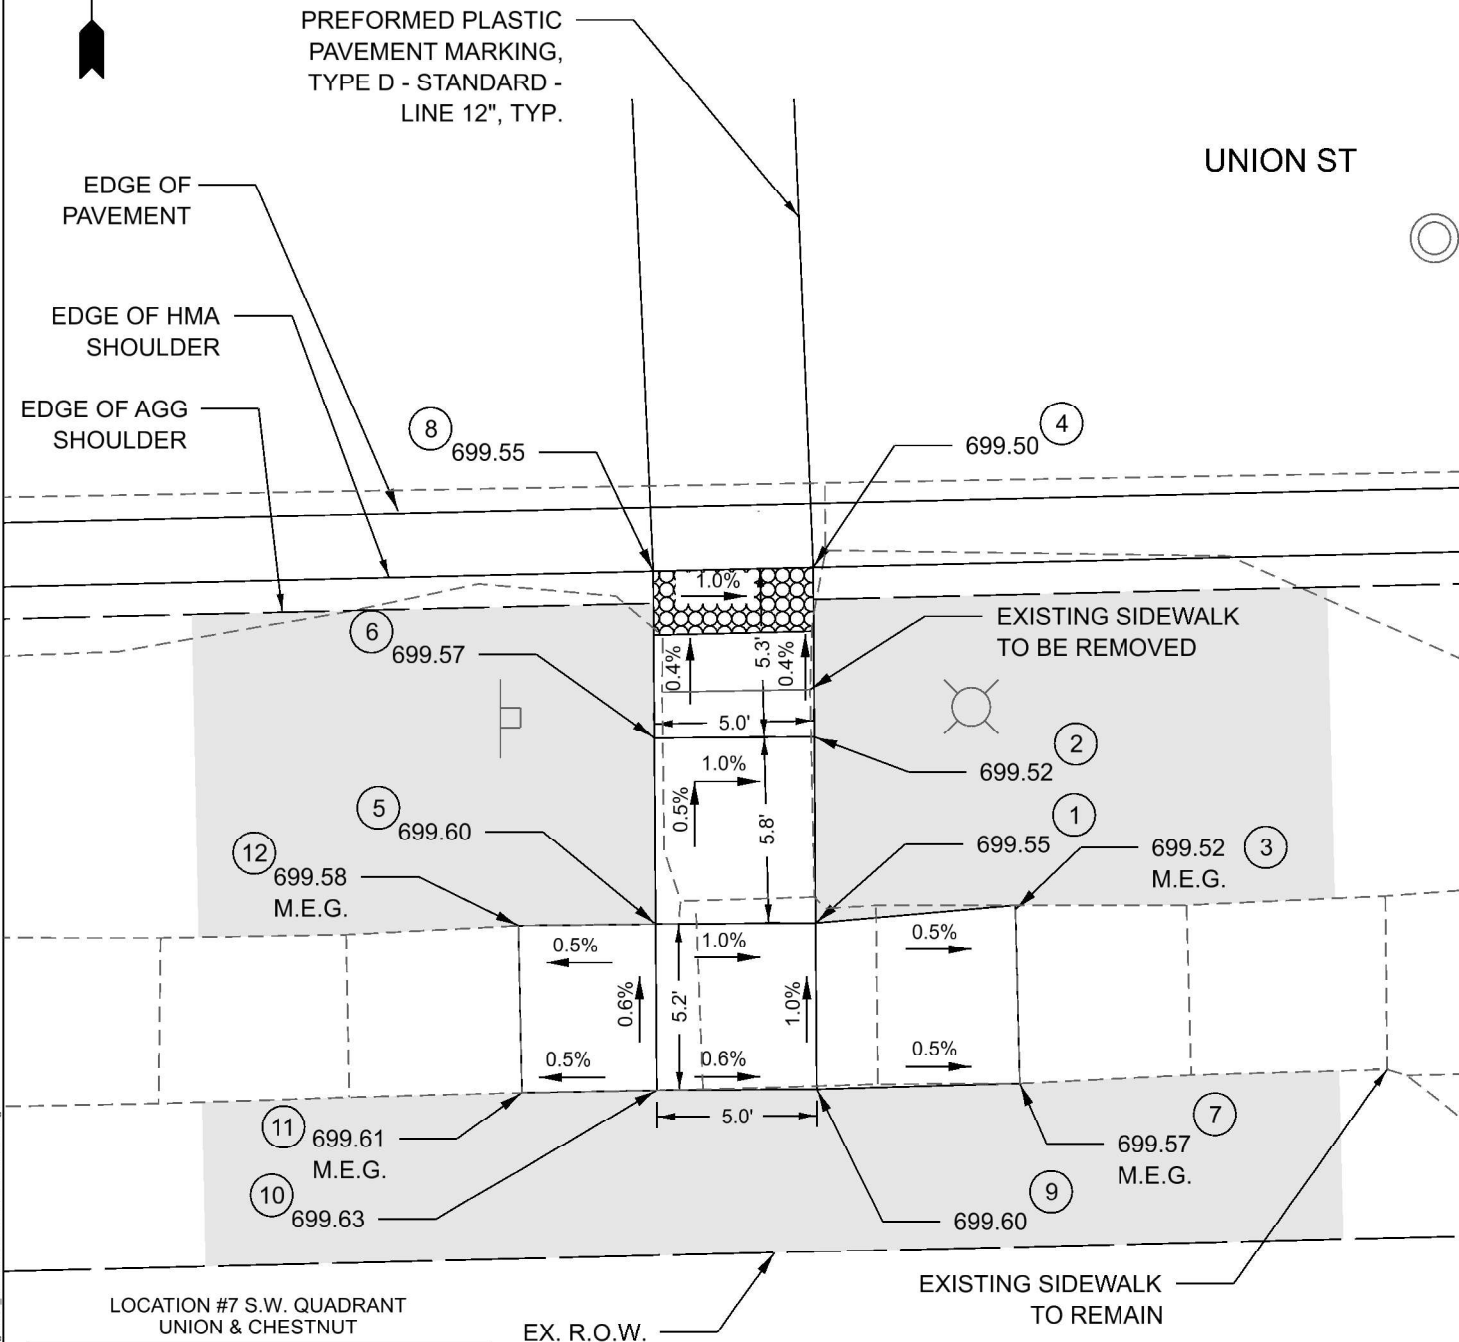 PREFORMED PLASTIC
PAVEMENT MARKING,
TYPE D - STANDARD -
LINE 12", TYP.
UNION ST
EDGE OF
PAVEMENT
EDGE OF HMA
SHOULDER
EDGE OF AGG
SHOULDER
8
699.55
4
699.50
1.0%
6
699.57
EXISTING SIDEWALK
TO BE REMOVED
0.4%
5.3'
0.4%
5.0'
2
699.52
1.0%
0.5%
5.8'
5
699.60
1
699.55
12
699.58
M.E.G.
3
699.52
M.E.G.
0.5%
1.0%
0.5%
0.6%
5.2'
1.0%
0.5%
0.6%
0.5%
5.0'
11
699.61
M.E.G.
7
699.57
M.E.G.
10
699.63
9
699.60
LOCATION #7 S.W. QUADRANT
UNION & CHESTNUT
EX. R.O.W.
EXISTING SIDEWALK
TO REMAIN